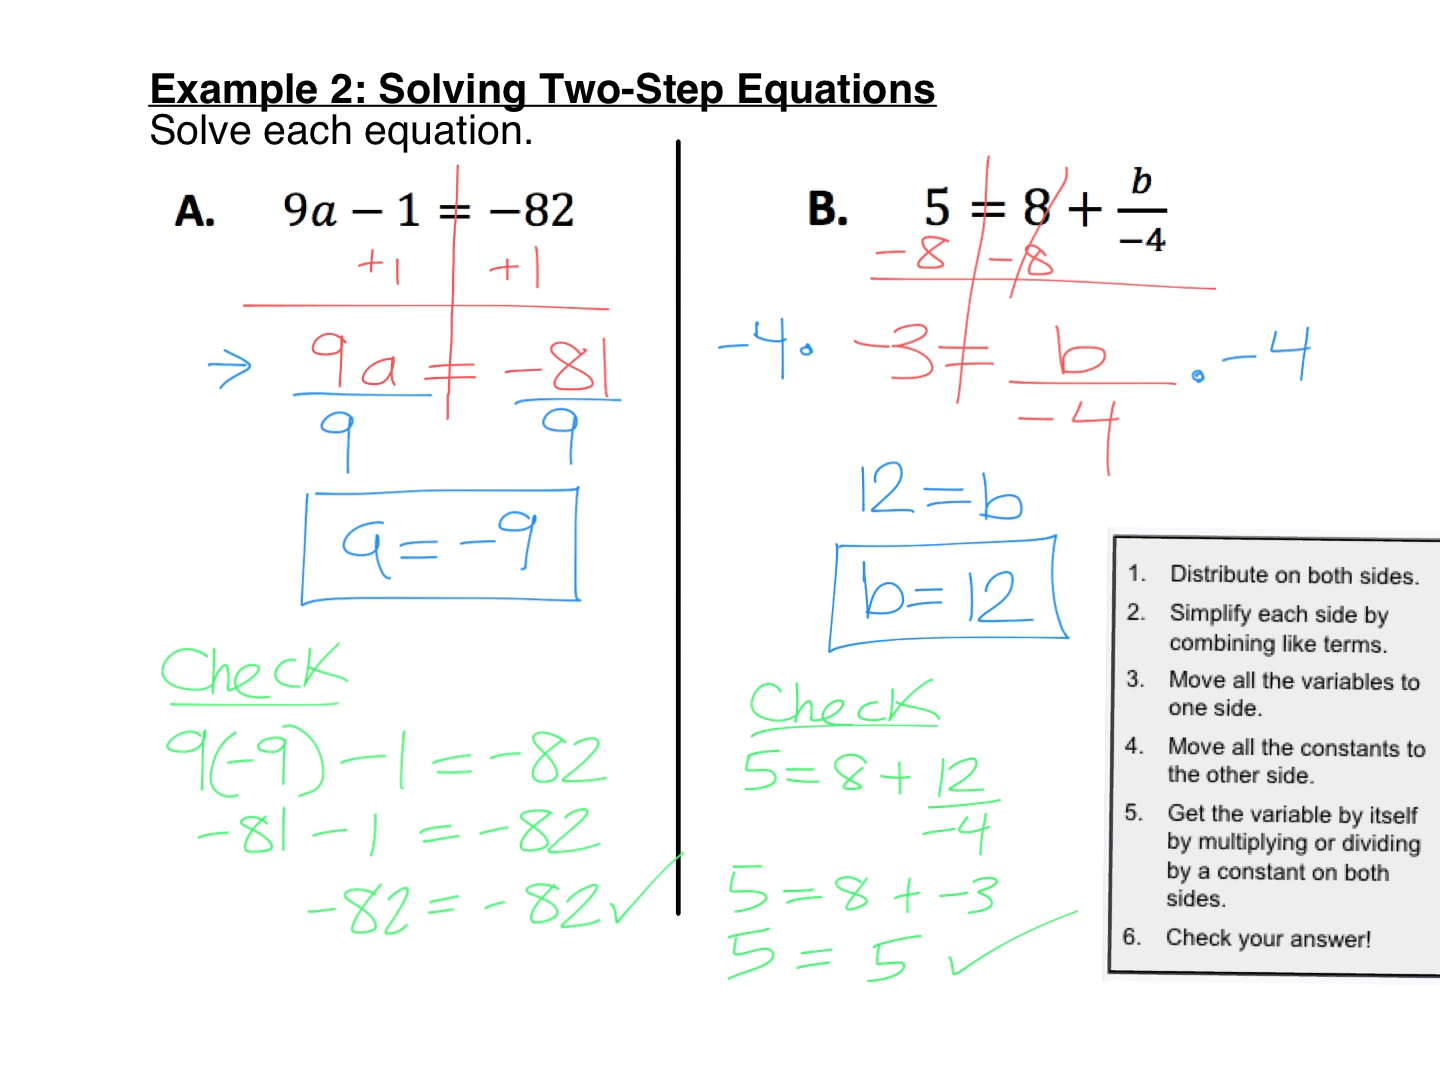 Example 2: Solving Two-Step Equations
Solve each equation.
A. 9a − 1 = −82
+1 +1
→ 9a = −81
9 9
a = −9
Check
9(−9) − 1 = −82
−81 − 1 = −82
−82 = −82 ✓
B. 5 = 8 + b/−4
−8 −8
−4 · −3 = b/−4 · −4
12 = b
b = 12
Check
5 = 8 + 12/−4
5 = 8 + −3
5 = 5 ✓
1. Distribute on both sides.
2. Simplify each side by
combining like terms.
3. Move all the variables to
one side.
4. Move all the constants to
the other side.
5. Get the variable by itself
by multiplying or dividing
by a constant on both
sides.
6. Check your answer!